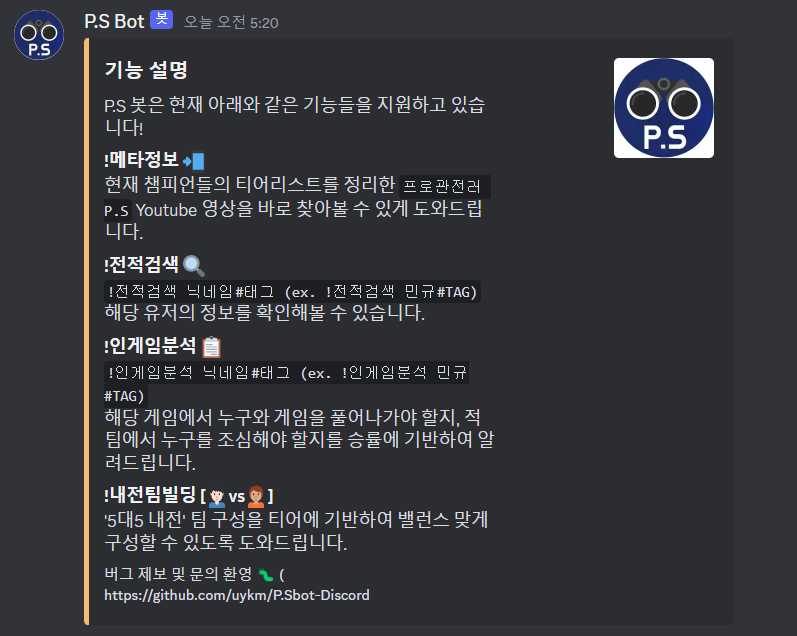 P.S
P.S Bot 봇 오늘 오전 5:20
기능 설명
P.S 봇은 현재 아래와 같은 기능들을 지원하고 있습
니다!
P.S
!메타정보 📲
현재 챔피언들의 티어리스트를 정리한 프로관전러
P.S Youtube 영상을 바로 찾아볼 수 있게 도와드립
니다.
!전적검색 🔍
!전적검색 닉네임#태그 (ex. !전적검색 민규#TAG)
해당 유저의 정보를 확인해볼 수 있습니다.
!인게임분석 📋
!인게임분석 닉네임#태그 (ex. !인게임분석 민규
#TAG)
해당 게임에서 누구와 게임을 풀어나가야 할지, 적
팀에서 누구를 조심해야 할지를 승률에 기반하여 알
려드립니다.
!내전팀빌딩 [🧑🏻vs🧑🏽]
'5대5 내전' 팀 구성을 티어에 기반하여 밸런스 맞게
구성할 수 있도록 도와드립니다.
버그 제보 및 문의 환영 🐛 (
https://github.com/uykm/P.Sbot-Discord